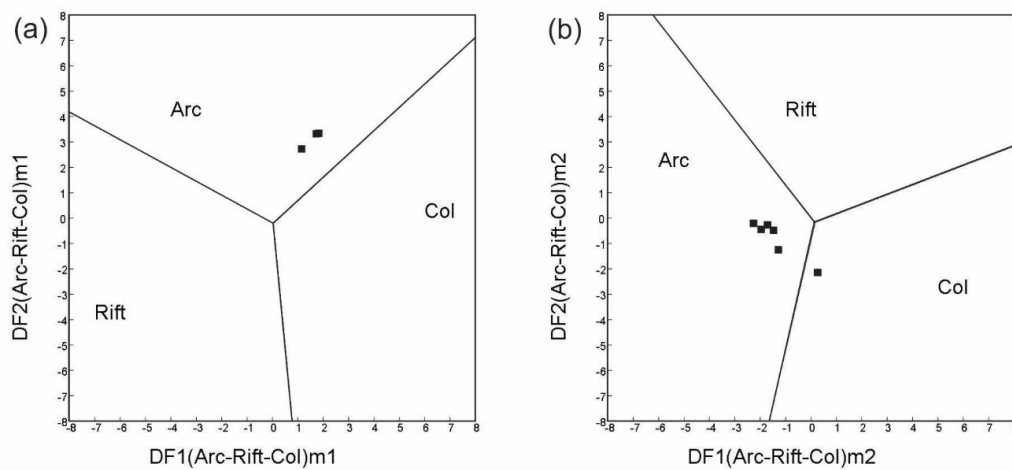 (a)
8
7
6
5
4
3
2
1
0
-1
-2
-3
-4
-5
-6
-7
-8
DF2(Arc-Rift-Col)m1
Arc
Col
Rift
-8 -7 -6 -5 -4 -3 -2 -1 0 1 2 3 4 5 6 7 8
DF1(Arc-Rift-Col)m1
(b)
8
7
6
5
4
3
2
1
0
-1
-2
-3
-4
-5
-6
-7
-8
DF2(Arc-Rift-Col)m2
Rift
Arc
Col
-8 -7 -6 -5 -4 -3 -2 -1 0 1 2 3 4 5 6 7 8
DF1(Arc-Rift-Col)m2